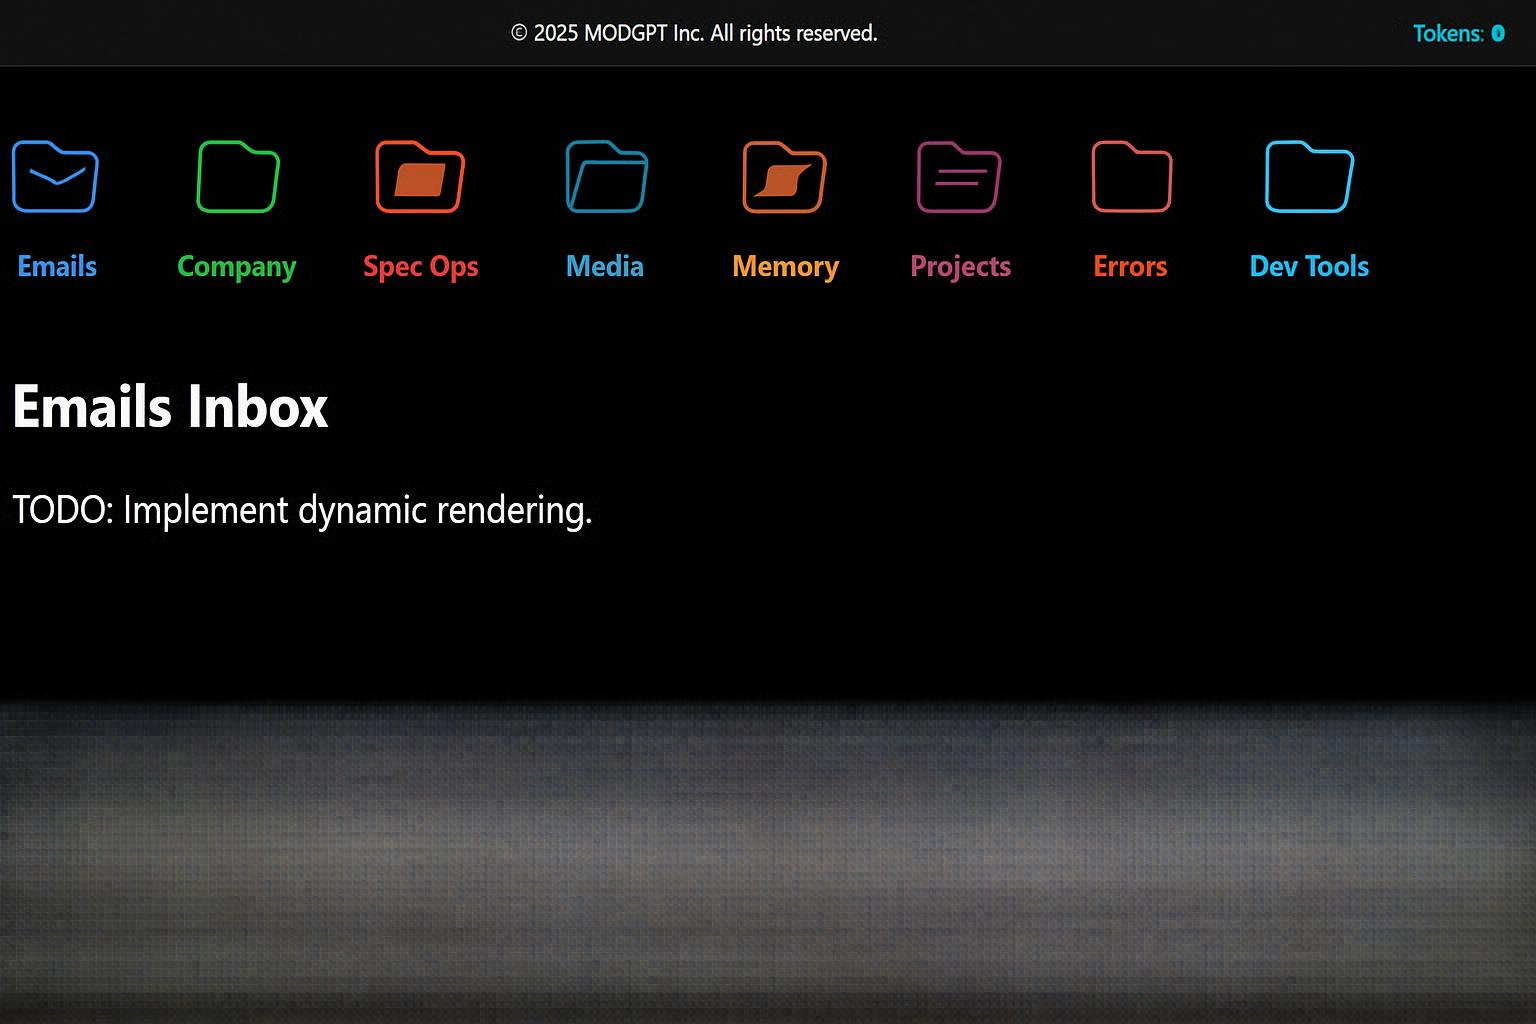 © 2025 MODGPT Inc. All rights reserved.
Tokens: 0
Emails
Company
Spec Ops
Media
Memory
Projects
Errors
Dev Tools
Emails Inbox
TODO: Implement dynamic rendering.